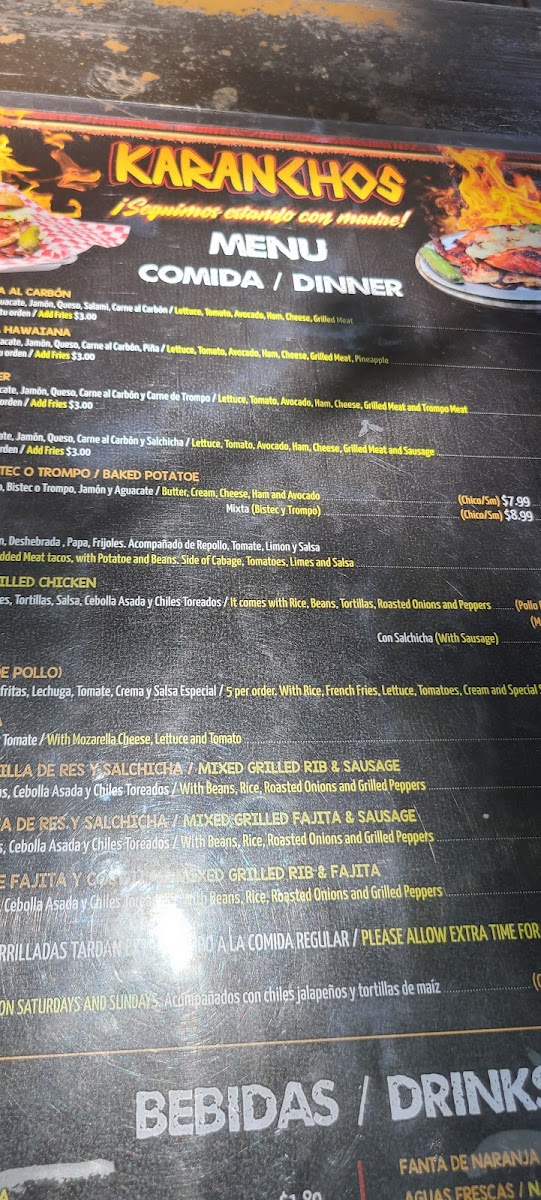 KARANCHOS
¡Seguimos estando con madre!
MENU
COMIDA / DINNER
A AL CARBÓN
uacate, Jamón, Queso, Salami, Carne al Carbón / Lettuce, Tomato, Avocado, Ham, Cheese, Grilled Meat
tu orden / Add Fries $3.00
HAWAIANA
acate, Jamón, Queso, Carne al Carbón, Piña / Lettuce, Tomato, Avocado, Ham, Cheese, Grilled Meat, Pineapple
u orden / Add Fries $3.00
ER
cate, Jamón, Queso, Carne al Carbón y Carne de Trompo / Lettuce, Tomato, Avocado, Ham, Cheese, Grilled Meat and Trompo Meat
orden / Add Fries $3.00
ate, Jamón, Queso, Carne al Carbón y Salchicha / Lettuce, Tomato, Avocado, Ham, Cheese, Grilled Meat and Sausage
rden / Add Fries $3.00
STEC O TROMPO / BAKED POTATOE
o, Bistec o Trompo, Jamón y Aguacate / Butter, Cream, Cheese, Ham and Avocado (Chico/Sm) $7.99
Mixta (Bistec y Trompo) (Chico/Sm) $8.99
n, Deshebrada , Papa, Frijoles. Acompañado de Repollo, Tomate, Limon y Salsa
dded Meat tacos, with Potatoe and Beans. Side of Cabage, Tomatoes, Limes and Salsa
ILLED CHICKEN
es, Tortillas, Salsa, Cebolla Asada y Chiles Toreados / It comes with Rice, Beans, Tortillas, Roasted Onions and Peppers (Pollo
(M
Con Salchicha (With Sausage)
E POLLO)
fritas, Lechuga, Tomate, Crema y Salsa Especial / 5 per order. With Rice, French Fries, Lettuce, Tomatoes, Cream and Special S
A
Tomate / With Mozarella Cheese, Lettuce and Tomato
ILLA DE RES Y SALCHICHA / MIXED GRILLED RIB & SAUSAGE
as, Cebolla Asada y Chiles Toreados / With Beans, Rice, Roasted Onions and Grilled Peppers
A DE RES Y SALCHICHA / MIXED GRILLED FAJITA & SAUSAGE
s, Cebolla Asada y Chiles Toreados / With Beans, Rice, Roasted Onions and Grilled Peppers
E FAJITA Y MIXED GRILLED RIB & FAJITA
Cebolla Asada y Chiles / With Beans, Rice, Roasted Onions and Grilled Peppers
RRILLADAS TARDAN A LA COMIDA REGULAR / PLEASE ALLOW EXTRA TIME FOR
ON SATURDAYS AND SUNDAYS. Acompañados con chiles jalapeños y tortillas de maíz
BEBIDAS / DRINKS
FANTA DE NARANJA
$1.90
AGUAS FRESCAS / N